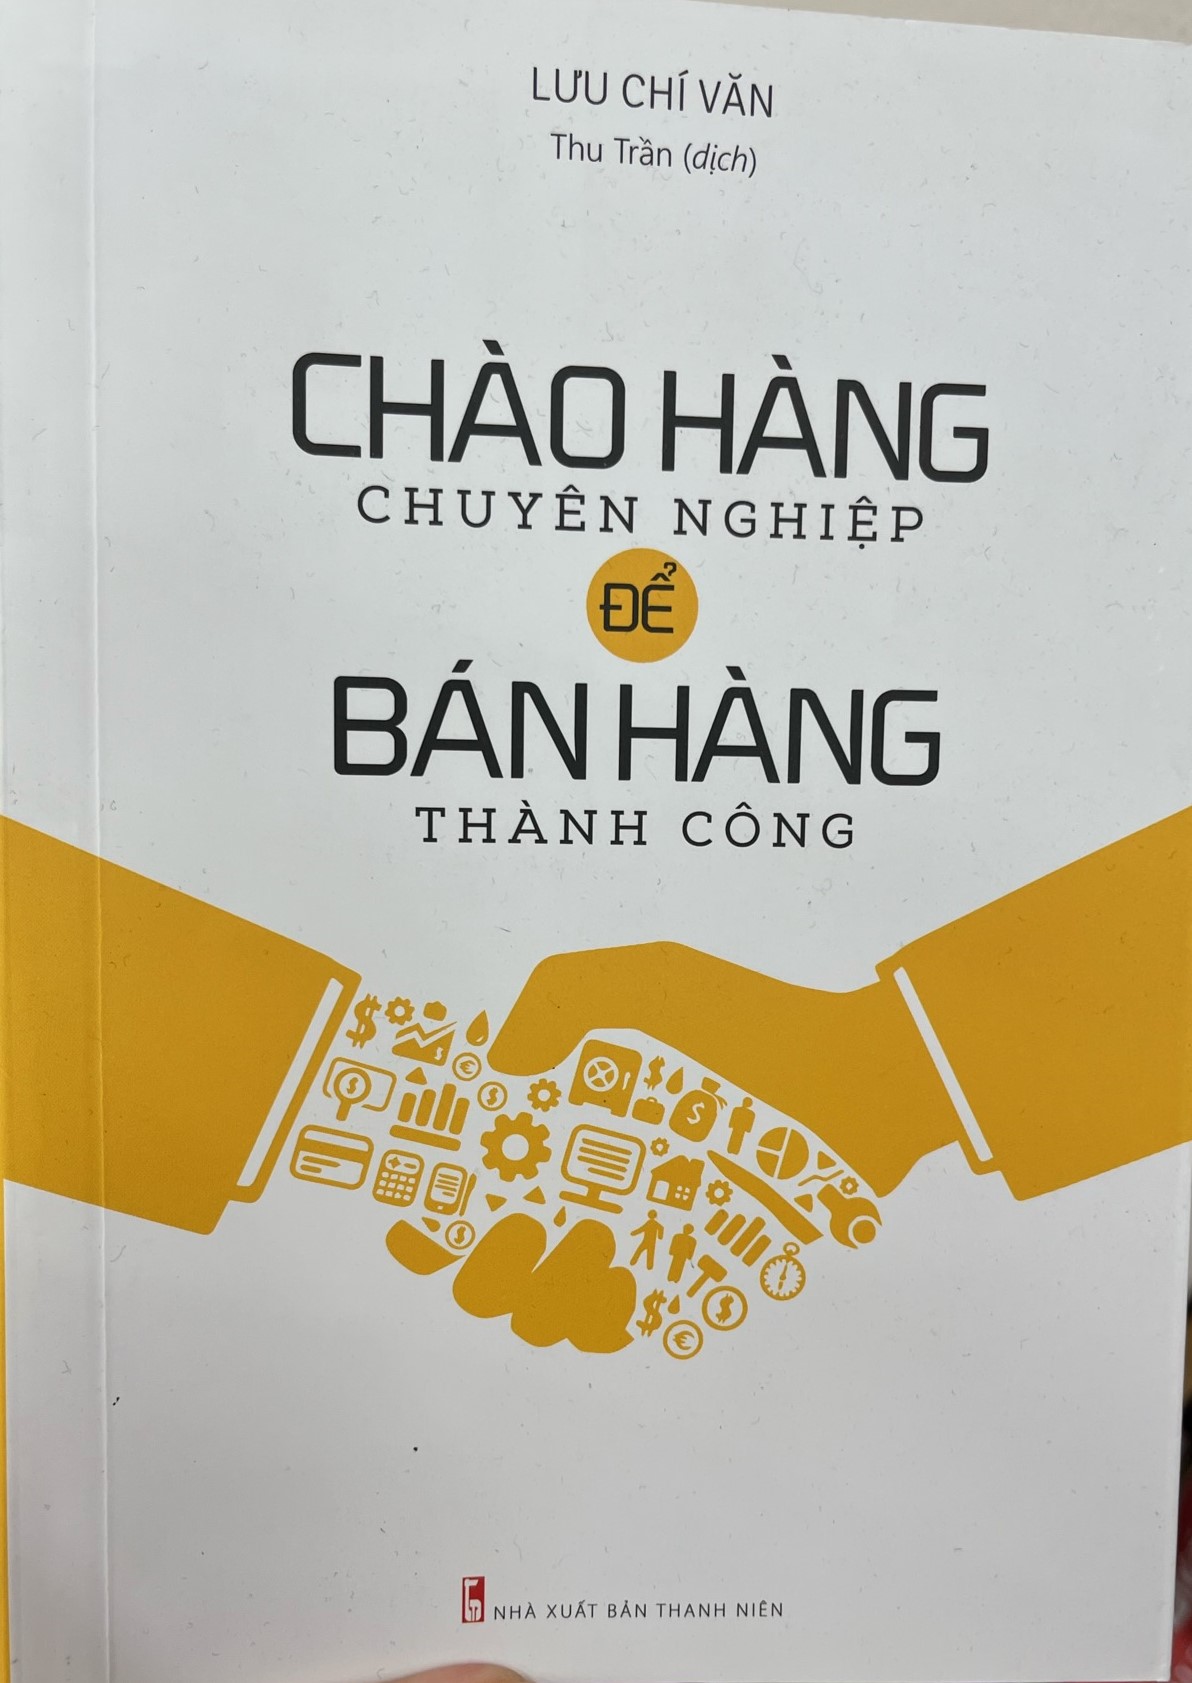 LƯU CHÍ VĂN
Thu Trần (dịch)
CHÀO HÀNG
CHUYÊN NGHIỆP
ĐỂ
BÁN HÀNG
THÀNH CÔNG
NHÀ XUẤT BẢN THANH NIÊN